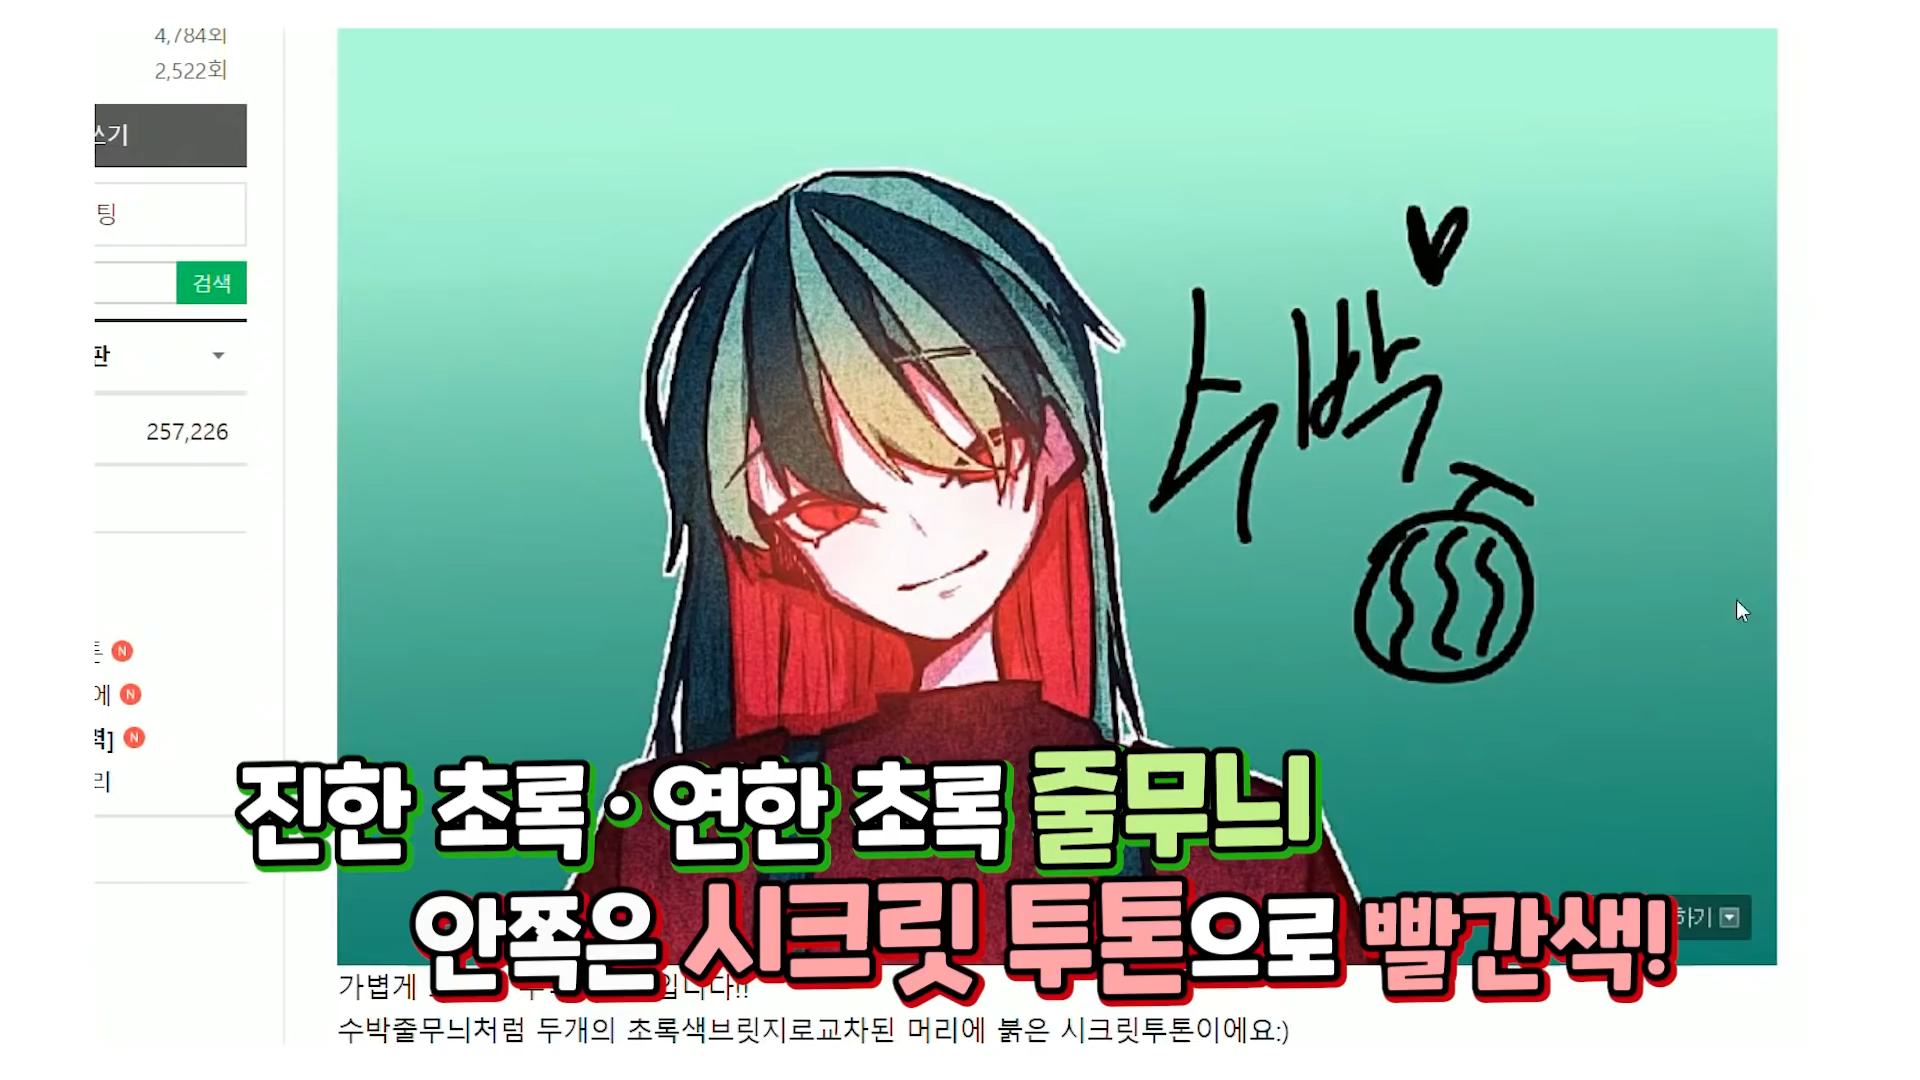 4,784회
2,522회
쓰기
팅
검색
판
257,226
N
에 N
력] N
리
수박
진한 초록·연한 초록 줄무늬
안쪽은 시크릿 투톤으로 빨간색!
하기
가볍게 입니다!!
수박줄무늬처럼 두개의 초록색브릿지로교차된 머리에 붉은 시크릿투톤이에요:)